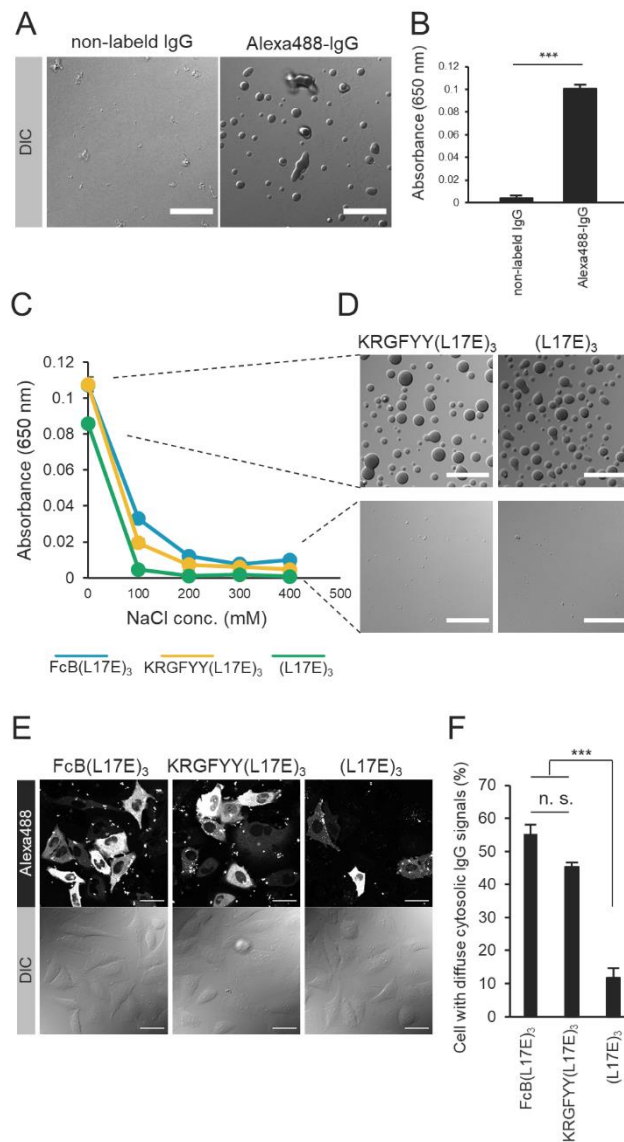 A
non-labeld IgG
Alexa488-IgG
DIC
B
***
Absorbance (650 nm)
0.12
0.1
0.08
0.06
0.04
0.02
0
non-labeld IgG
Alexa488-IgG
C
Absorbance (650 nm)
0.12
0.1
0.08
0.06
0.04
0.02
0
0 100 200 300 400 500
NaCl conc. (mM)
FcB(L17E)₃ KRGFYY(L17E)₃ (L17E)₃
D
KRGFYY(L17E)₃ (L17E)₃
E
FcB(L17E)₃ KRGFYY(L17E)₃ (L17E)₃
Alexa488
DIC
F
***
n. s.
Cell with diffuse cytosolic IgG signals (%)
70
60
50
40
30
20
10
0
FcB(L17E)₃
KRGFYY(L17E)₃
(L17E)₃